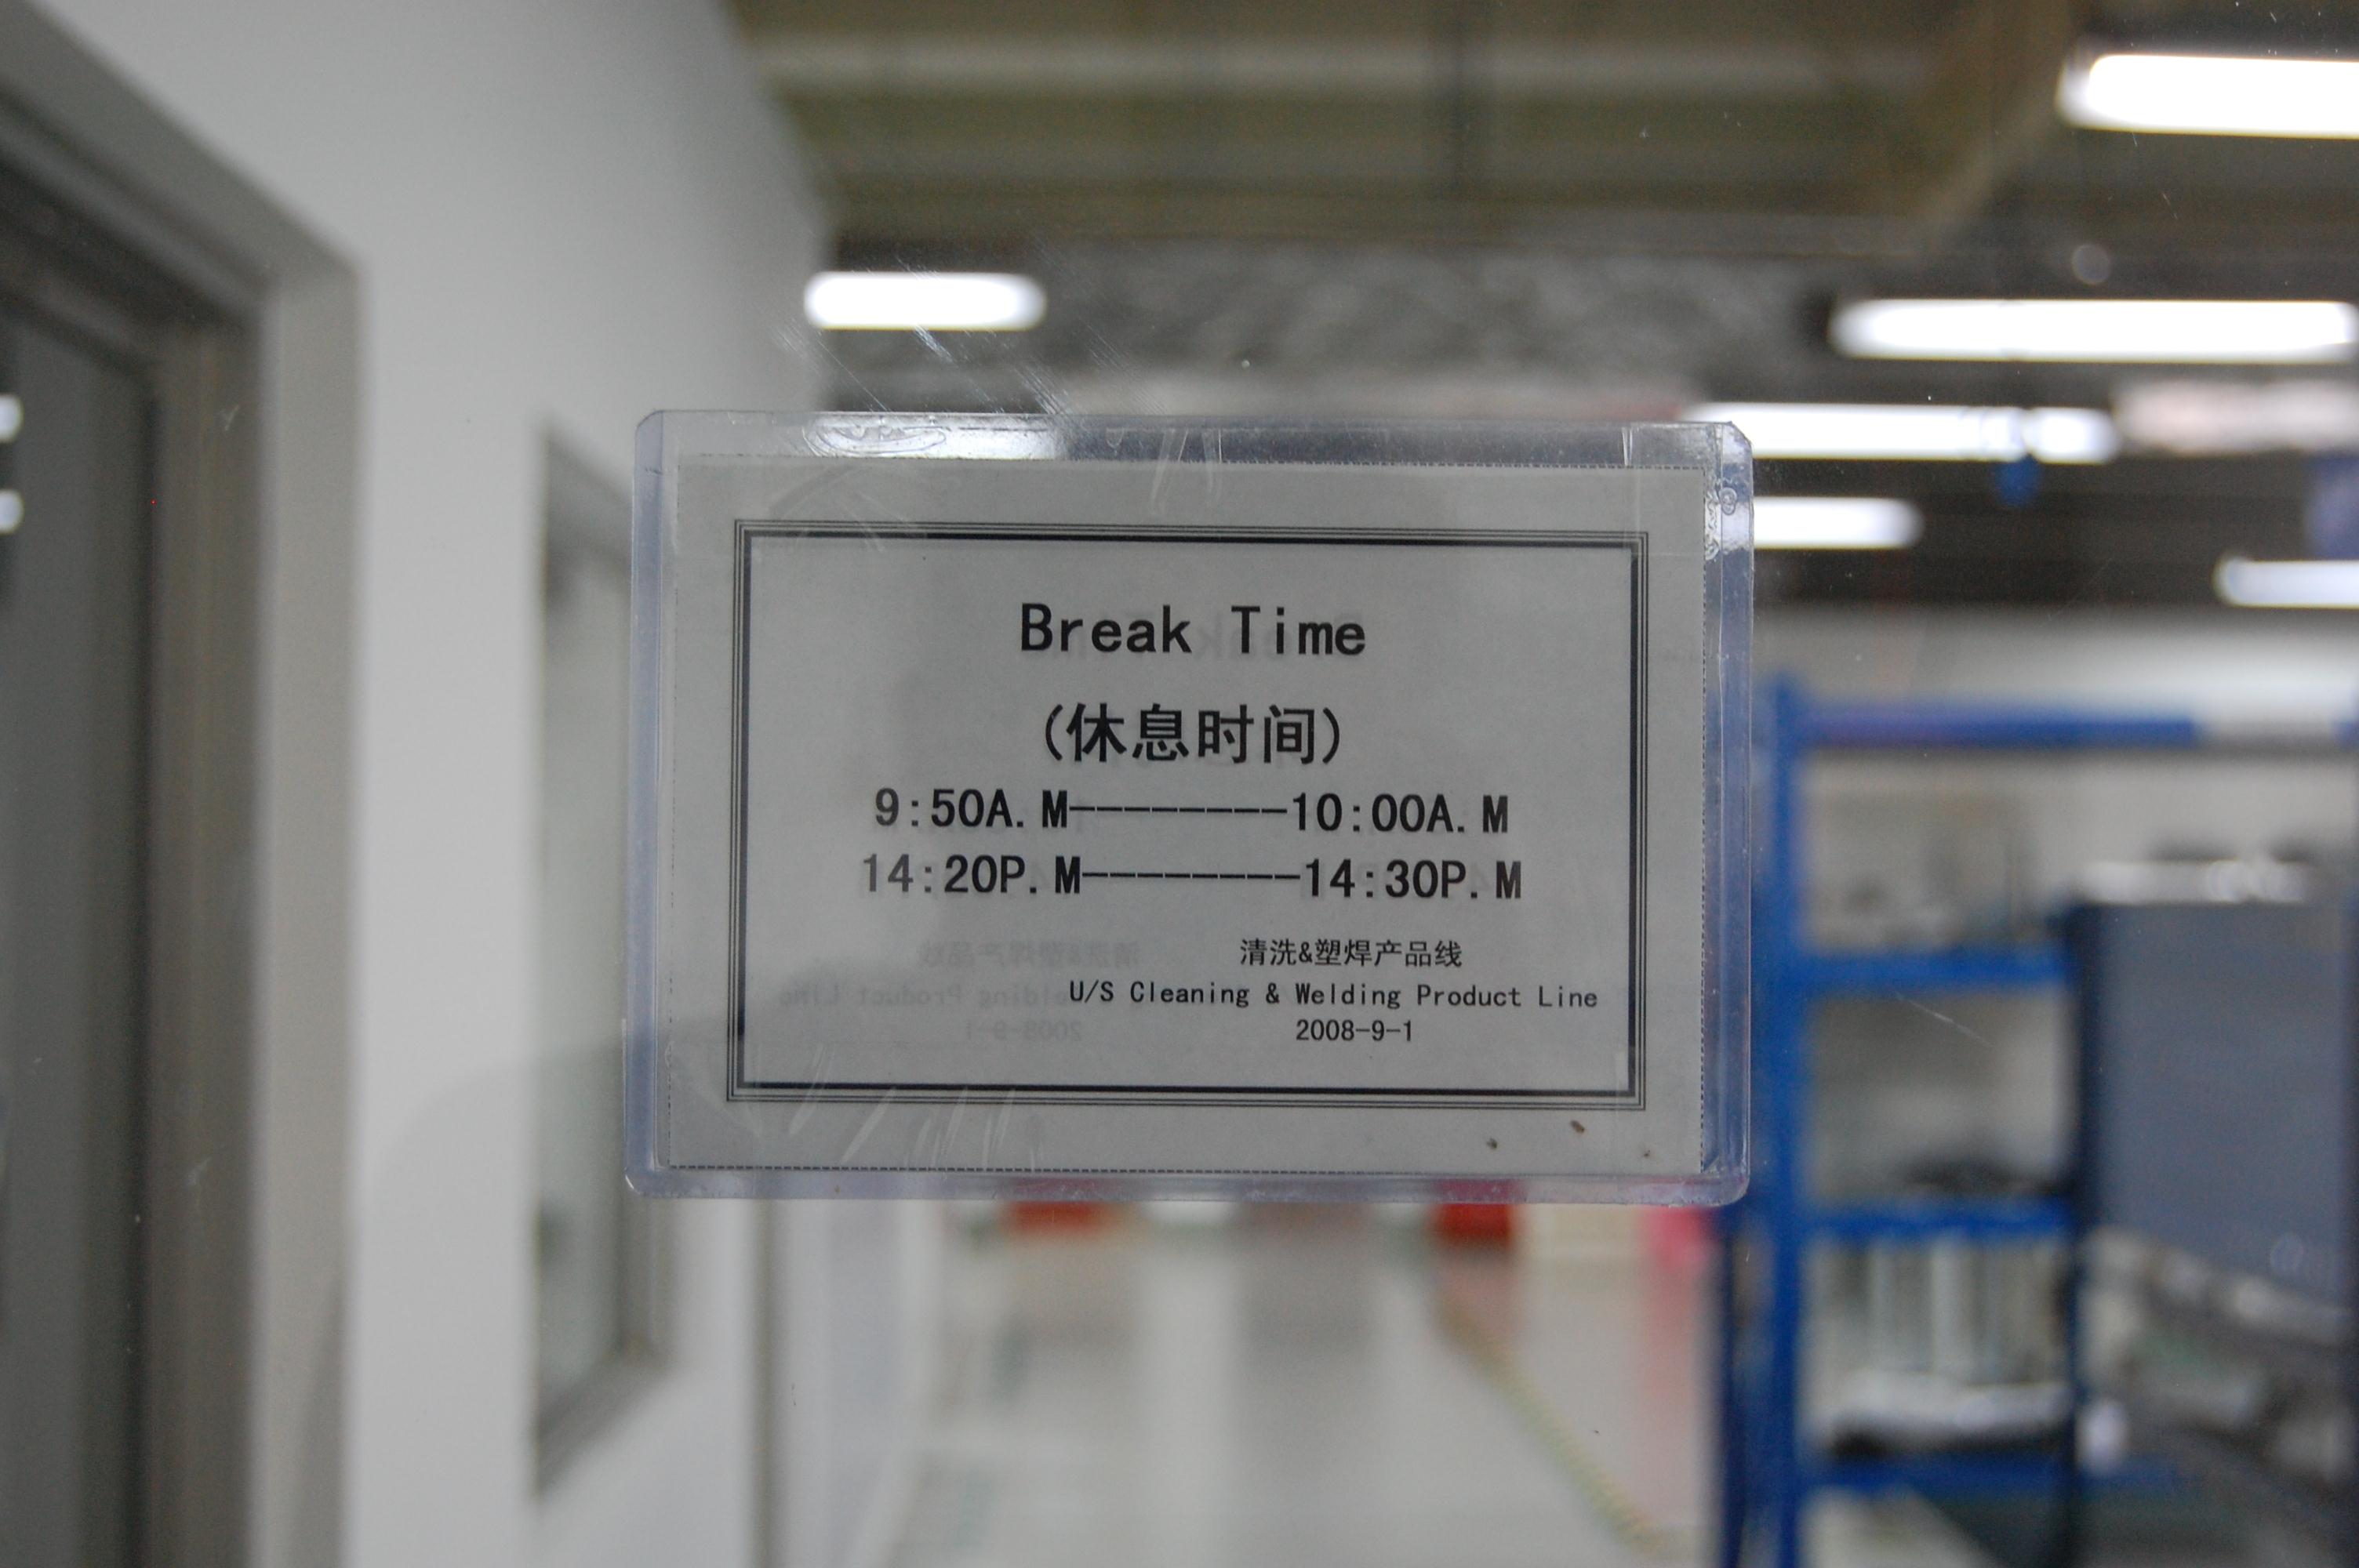 Break Time
(休息时间)
9:50A.M--------10:00A.M
14:20P.M--------14:30P.M
清洗&塑焊产品线
U/S Cleaning & Welding Product Line
2008-9-1